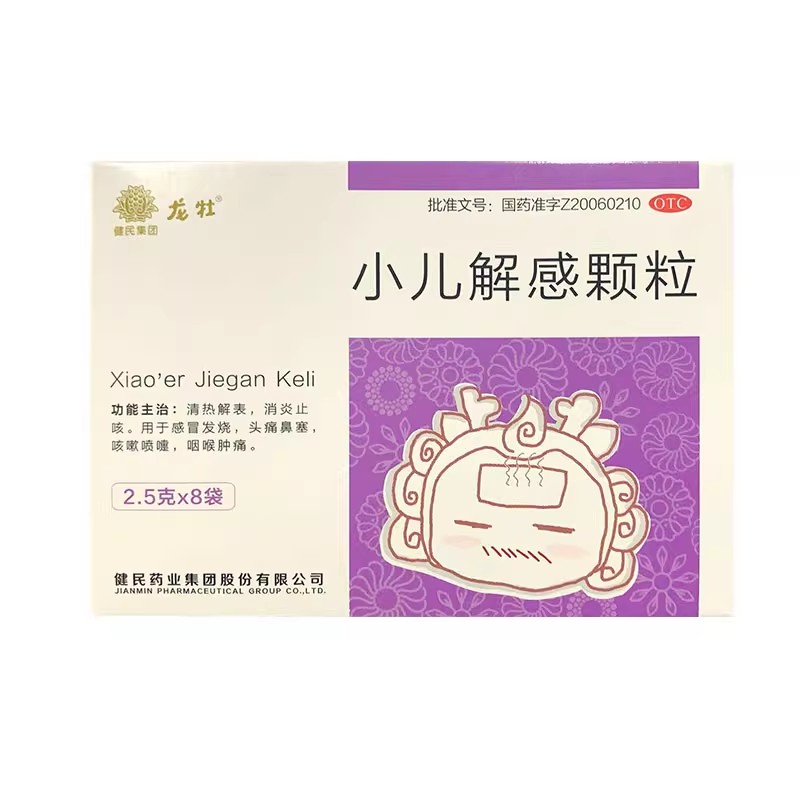 健民集团
龙牡®
批准文号：国药准字Z20060210 OTC
小儿解感颗粒
Xiao'er Jiegan Keli
功能主治：清热解表，消炎止
咳。用于感冒发烧，头痛鼻塞，
咳嗽喷嚏，咽喉肿痛。
2.5克x8袋
健民药业集团股份有限公司
JIANMIN PHARMACEUTICAL GROUP CO.,LTD.